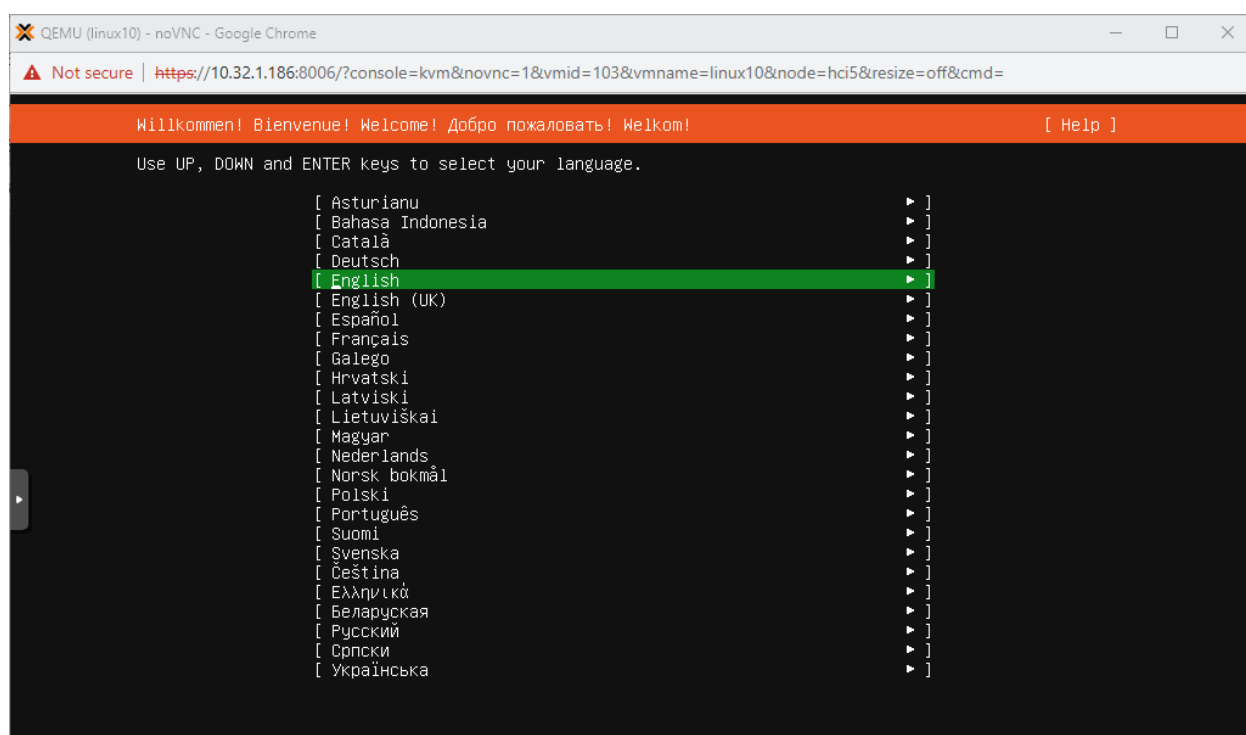 QEMU (linux10) - noVNC - Google Chrome
Not secure | https://10.32.1.186:8006/?console=kvm&novnc=1&vmid=103&vmname=linux10&node=hci5&resize=off&cmd=
Willkommen! Bienvenue! Welcome! Добро пожаловать! Welkom! [ Help ]
Use UP, DOWN and ENTER keys to select your language.
[ Asturianu ► ]
[ Bahasa Indonesia ► ]
[ Català ► ]
[ Deutsch ► ]
[ English ► ]
[ English (UK) ► ]
[ Español ► ]
[ Français ► ]
[ Galego ► ]
[ Hrvatski ► ]
[ Latviski ► ]
[ Lietuviškai ► ]
[ Magyar ► ]
[ Nederlands ► ]
[ Norsk bokmål ► ]
[ Polski ► ]
[ Português ► ]
[ Suomi ► ]
[ Svenska ► ]
[ Čeština ► ]
[ Ελληνικά ► ]
[ Беларуская ► ]
[ Русский ► ]
[ Српски ► ]
[ Українська ► ]